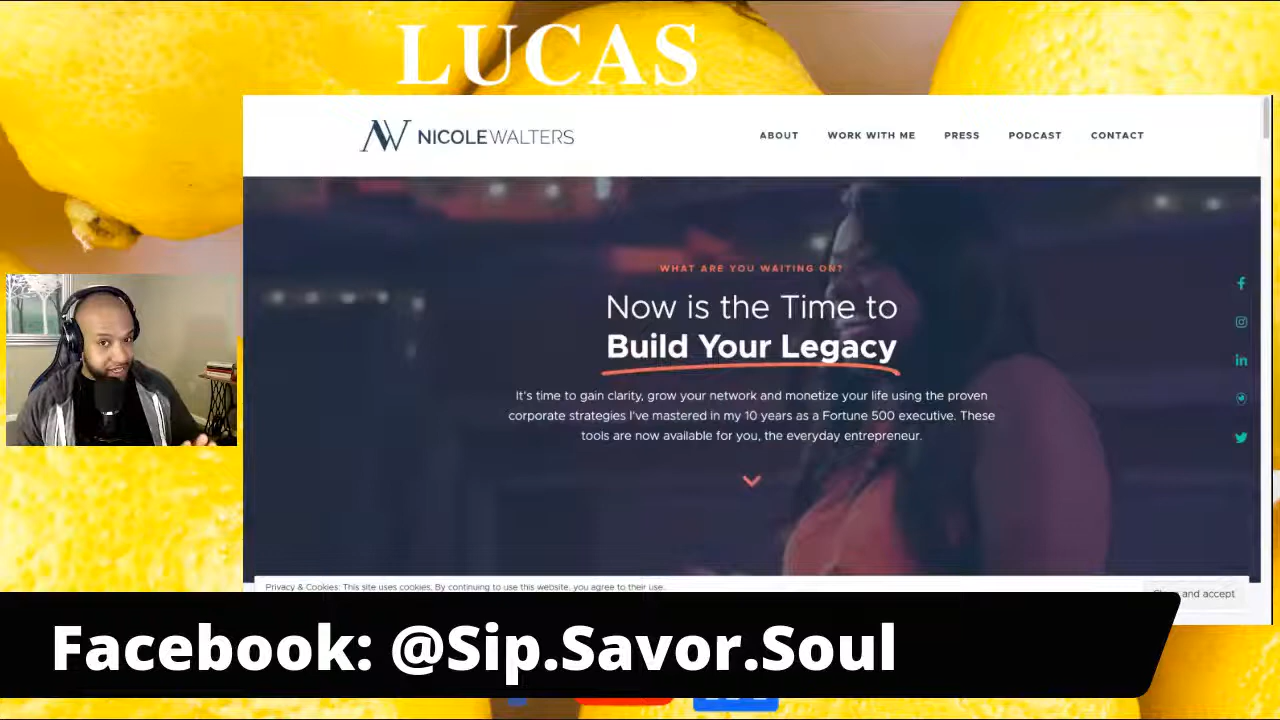 LUCAS
NICOLE WALTERS
ABOUT WORK WITH ME PRESS PODCAST CONTACT
WHAT ARE YOU WAITING ON?
Now is the Time to
Build Your Legacy
It's time to gain clarity, grow your network and monetize your life using the proven
corporate strategies I've mastered in my 10 years as a Fortune 500 executive. These
tools are now available for you, the everyday entrepreneur.
Privacy & Cookies: This site uses cookies. By continuing to use this website, you agree to their use.
and accept
Facebook: @Sip.Savor.Soul